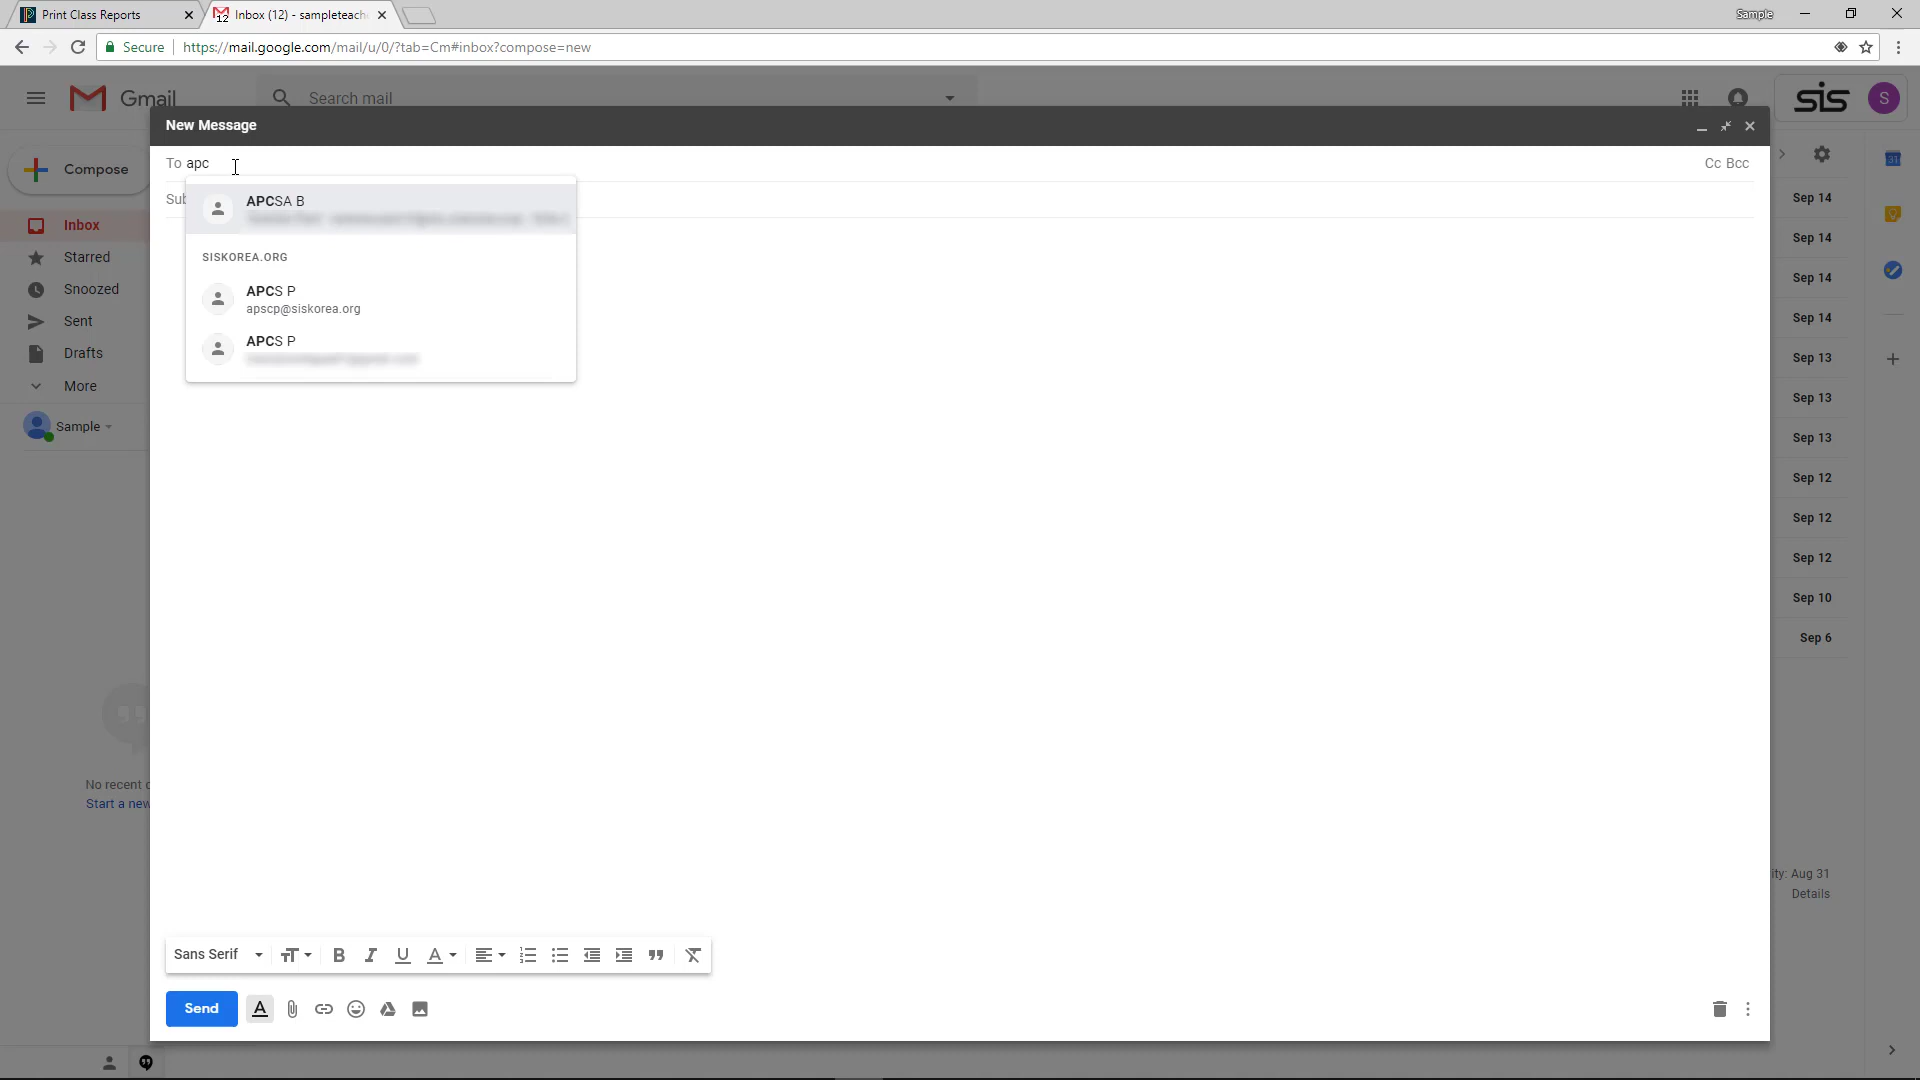 Print Class Reports
Inbox (12) - sampleteach
Sample
Secure
https://mail.google.com/mail/u/0/?tab=Cm#inbox?compose=new
Gmail
Search mail
sis
S
New Message
To apc
Cc Bcc
Sub
APCSA B
SISKOREA.ORG
APCS P
apscp@siskorea.org
APCS P
Compose
Inbox
Starred
Snoozed
Sent
Drafts
More
Sample
No recent c
Start a new
Sep 14
Sep 14
Sep 14
Sep 14
Sep 13
Sep 13
Sep 13
Sep 12
Sep 12
Sep 12
Sep 10
Sep 6
31
ity: Aug 31
Details
Sans Serif
Send